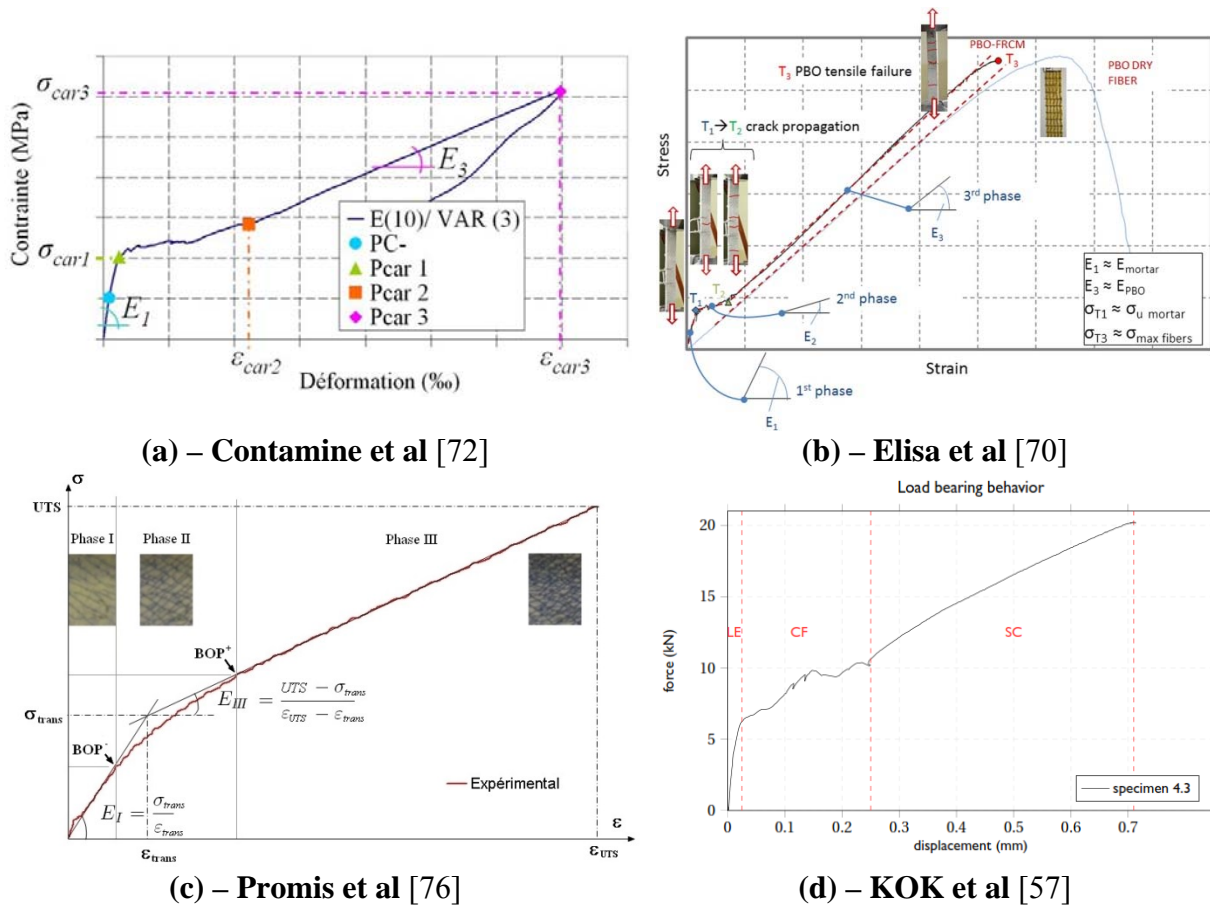 σcar3
Contrainte (MPa)
E3
E(10)/ VAR (3)
PC-
Pcar 1
Pcar 2
Pcar 3
σcar1
E1
εcar2
εcar3
Déformation (‰)
(a) – Contamine et al [72]
PBO-FRCM
T3
T3 PBO tensile failure
PBO DRY
FIBER
T1→T2 crack propagation
Stress
3rd phase
E3
T1
T2
2nd phase
E2
E1 ≈ Emortar
E3 ≈ EPBO
σT1 ≈ σu mortar
σT3 ≈ σmax fibers
Strain
1st phase
E1
(b) – Elisa et al [70]
σ
UTS
Phase I
Phase II
Phase III
BOP+
EIII = UTS − σtrans
εUTS − εtrans
σtrans
BOP-
Expérimental
EI = σtrans
εtrans
ε
εtrans
εUTS
(c) – Promis et al [76]
Load bearing behavior
20
15
LE
CF
SC
force (kN)
10
5
specimen 4.3
0
0
0.1
0.2
0.3
0.4
0.5
0.6
0.7
displacement (mm)
(d) – KOK et al [57]